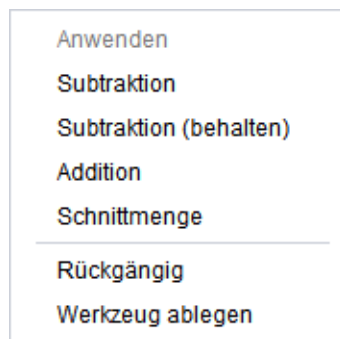 Anwenden
Subtraktion
Subtraktion (behalten)
Addition
Schnittmenge
Rückgängig
Werkzeug ablegen